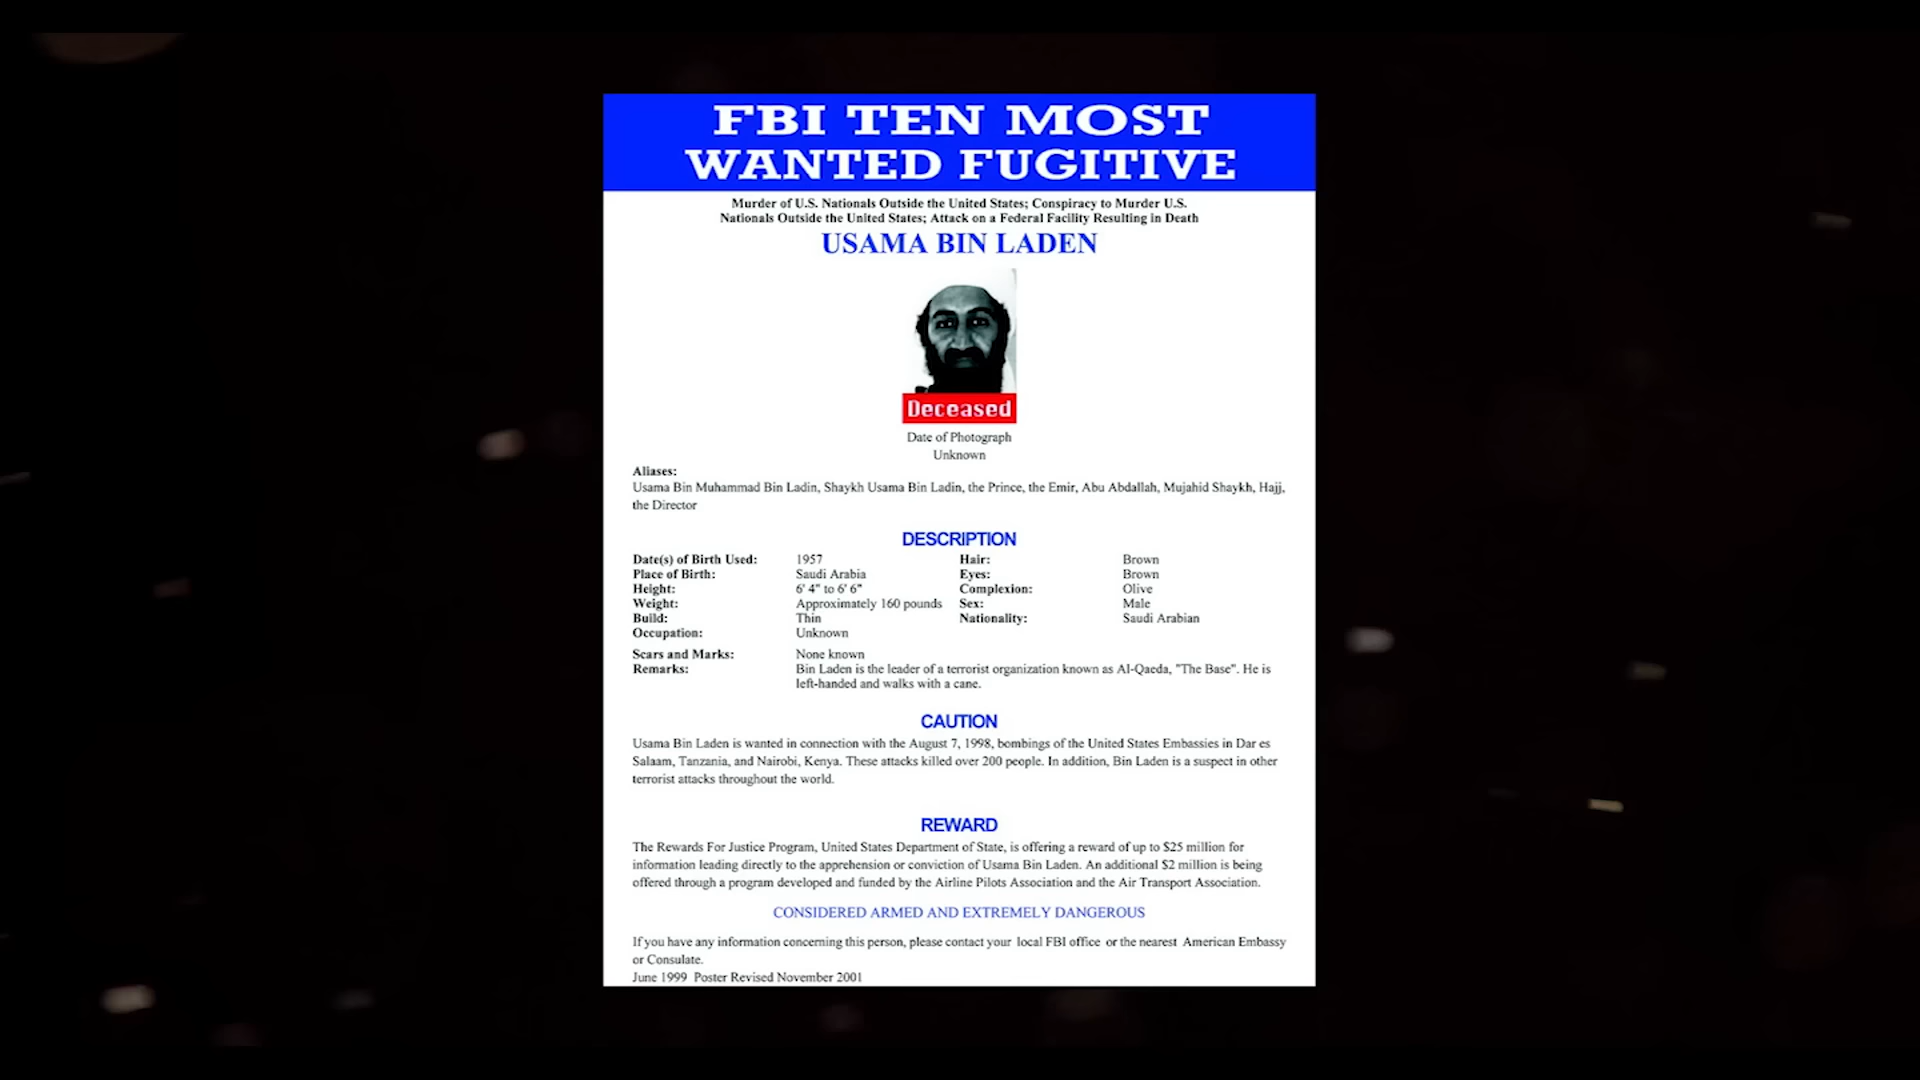 FBI TEN MOST
WANTED FUGITIVE
Murder of U.S. Nationals Outside the United States; Conspiracy to Murder U.S.
Nationals Outside the United States; Attack on a Federal Facility Resulting in Death
USAMA BIN LADEN
Deceased
Date of Photograph
Unknown
Aliases:
Usama Bin Muhammad Bin Ladin, Shaykh Usama Bin Ladin, the Prince, the Emir, Abu Abdallah, Mujahid Shaykh, Hajj,
the Director
DESCRIPTION
Date(s) of Birth Used: 1957 Hair: Brown
Place of Birth: Saudi Arabia Eyes: Brown
Height: 6' 4" to 6' 6" Complexion: Olive
Weight: Approximately 160 pounds Sex: Male
Build: Thin Nationality: Saudi Arabian
Occupation: Unknown
Scars and Marks: None known
Remarks: Bin Laden is the leader of a terrorist organization known as Al-Qaeda, "The Base". He is
left-handed and walks with a cane.
CAUTION
Usama Bin Laden is wanted in connection with the August 7, 1998, bombings of the United States Embassies in Dar es
Salaam, Tanzania, and Nairobi, Kenya. These attacks killed over 200 people. In addition, Bin Laden is a suspect in other
terrorist attacks throughout the world.
REWARD
The Rewards For Justice Program, United States Department of State, is offering a reward of up to $25 million for
information leading directly to the apprehension or conviction of Usama Bin Laden. An additional $2 million is being
offered through a program developed and funded by the Airline Pilots Association and the Air Transport Association.
CONSIDERED ARMED AND EXTREMELY DANGEROUS
If you have any information concerning this person, please contact your local FBI office or the nearest American Embassy
or Consulate.
June 1999 Poster Revised November 2001